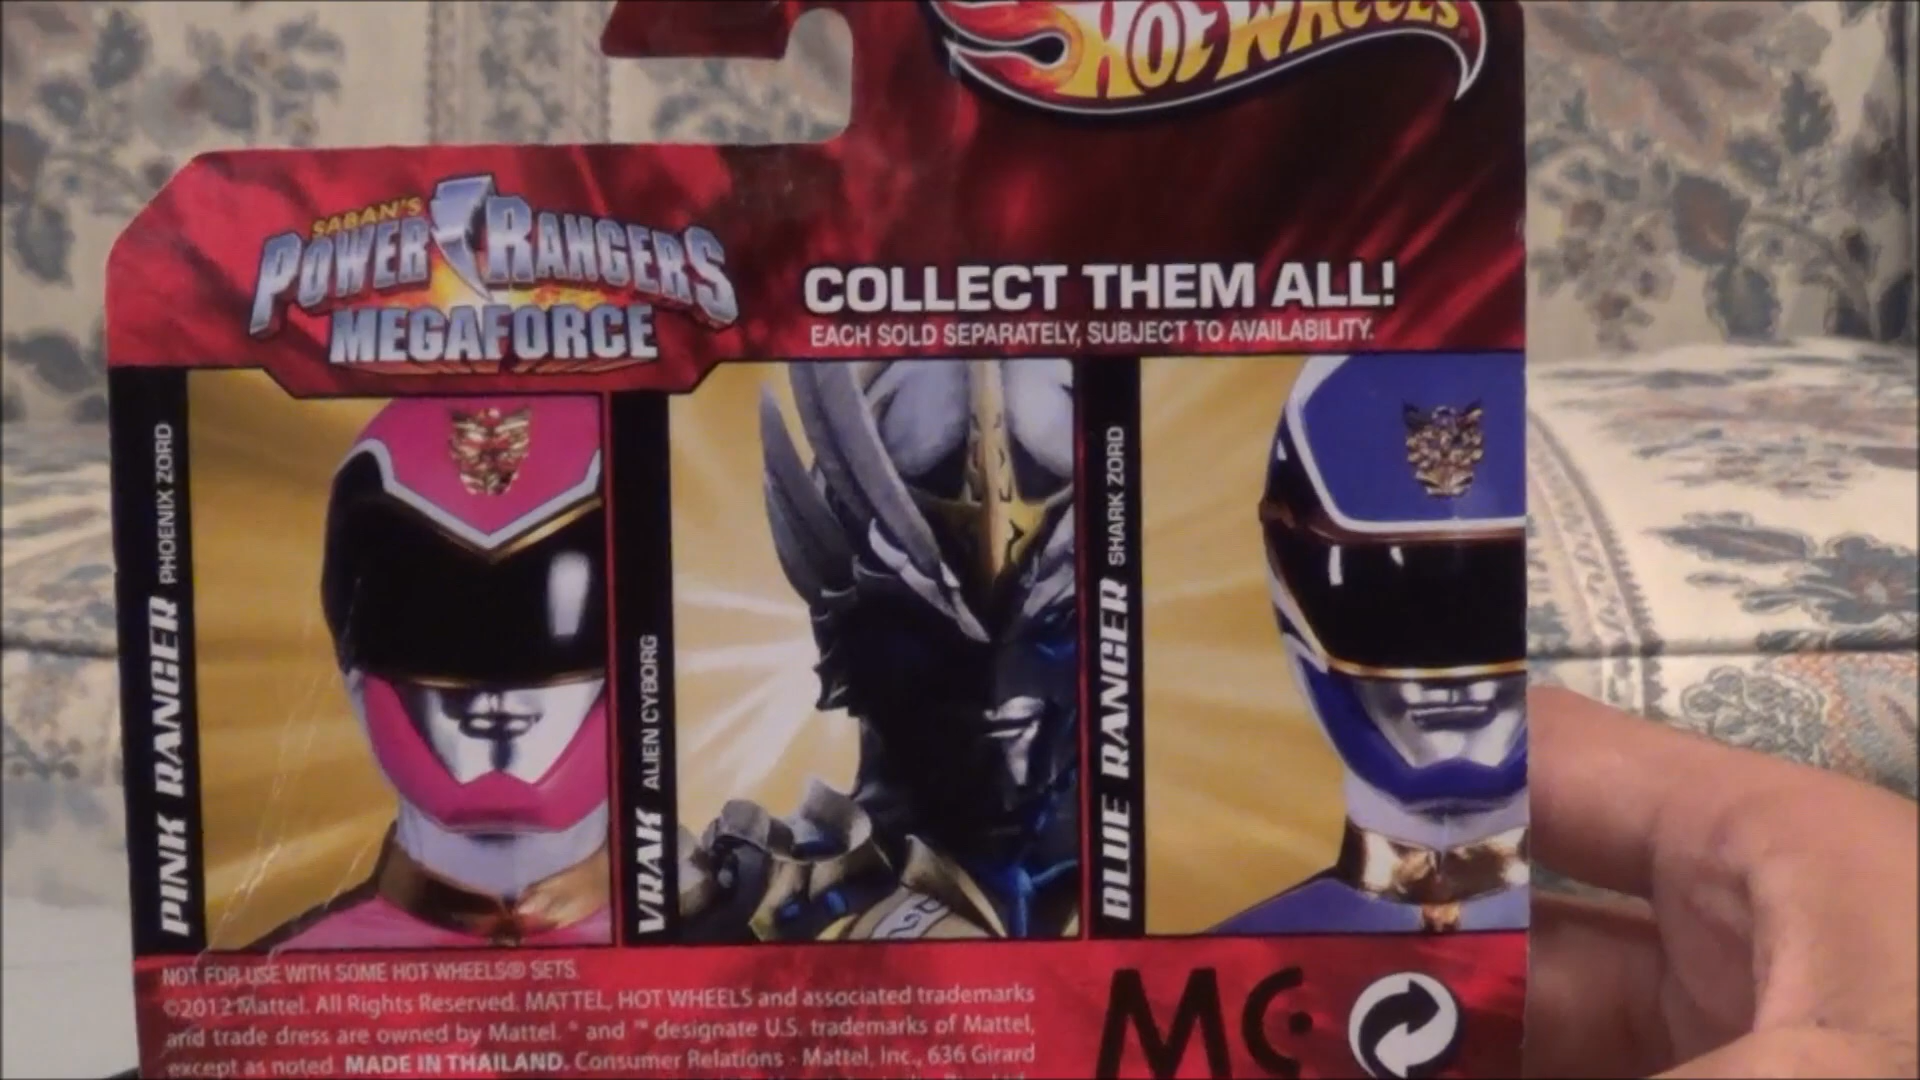 HOT WHEELS
SABAN'S
POWER RANGERS
MEGAFORCE
COLLECT THEM ALL!
EACH SOLD SEPARATELY, SUBJECT TO AVAILABILITY.
PINK RANGER PHOENIX ZORD
VRAK ALIEN CYBORG
BLUE RANGER SHARK ZORD
NOT FOR USE WITH SOME HOT WHEELS® SETS.
©2012 Mattel. All Rights Reserved. MATTEL, HOT WHEELS and associated trademarks
and trade dress are owned by Mattel. ® and ™ designate U.S. trademarks of Mattel,
except as noted. MADE IN THAILAND. Consumer Relations - Mattel, Inc., 636 Girard
MC